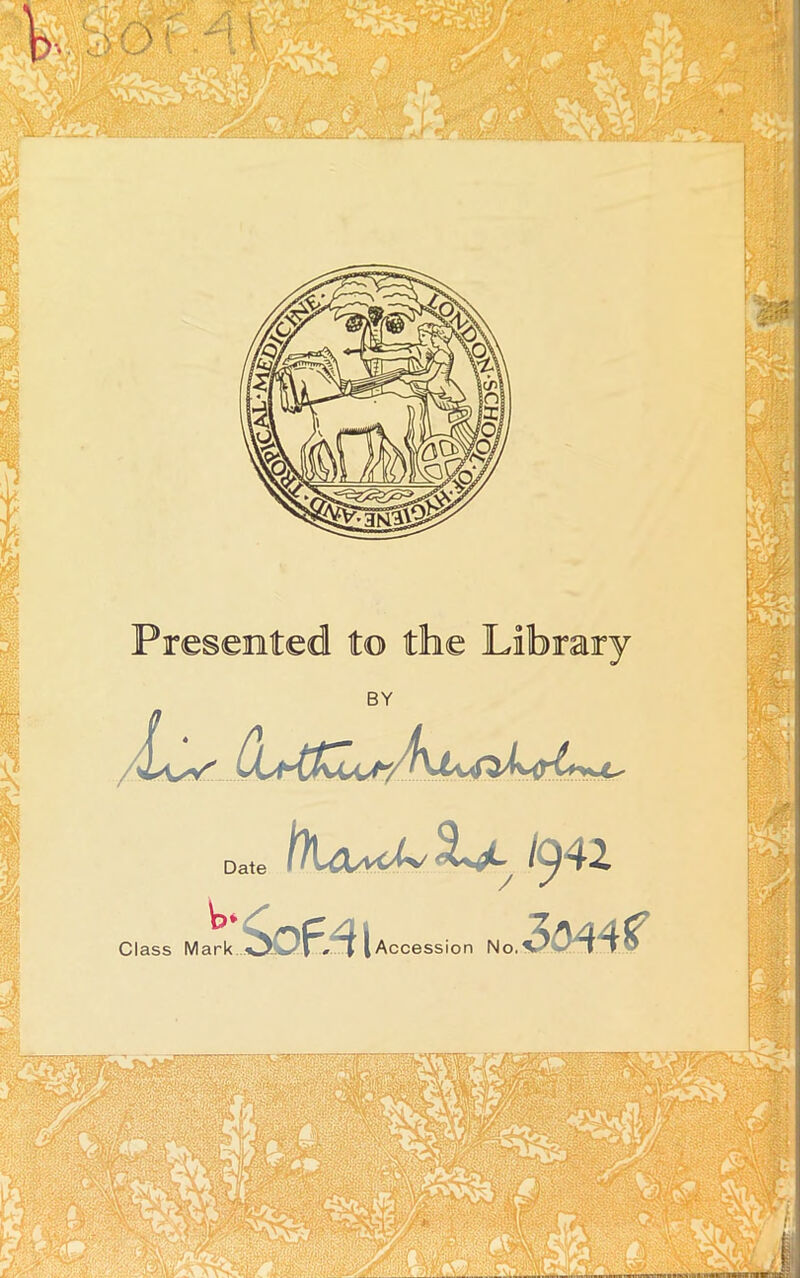 b. SOF.41
LONDON·SCHOOL·OF·HYGIENE·AND·TROPICAL·MEDICINE·
Presented to the Library
BY
Sir Arthur Newsholme
Date March 2nd, 1942
Class Mark b. SOF.41 Accession No. 30448